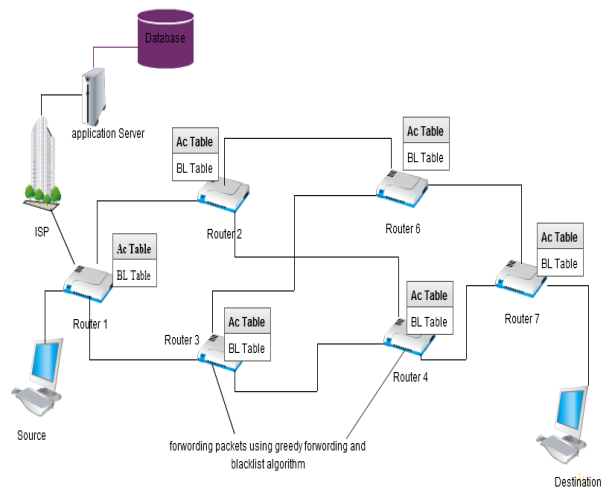 Database
application Server
Ac Table
BL Table
Ac Table
BL Table
ISP
Router 2
Router 6
Ac Table
BL Table
Ac Table
BL Table
Ac Table
BL Table
Router 1
Router 3
Ac Table
BL Table
Router 7
Router 4
Source
forwording packets using greedy forwording and
blacklist algorithm
Destination